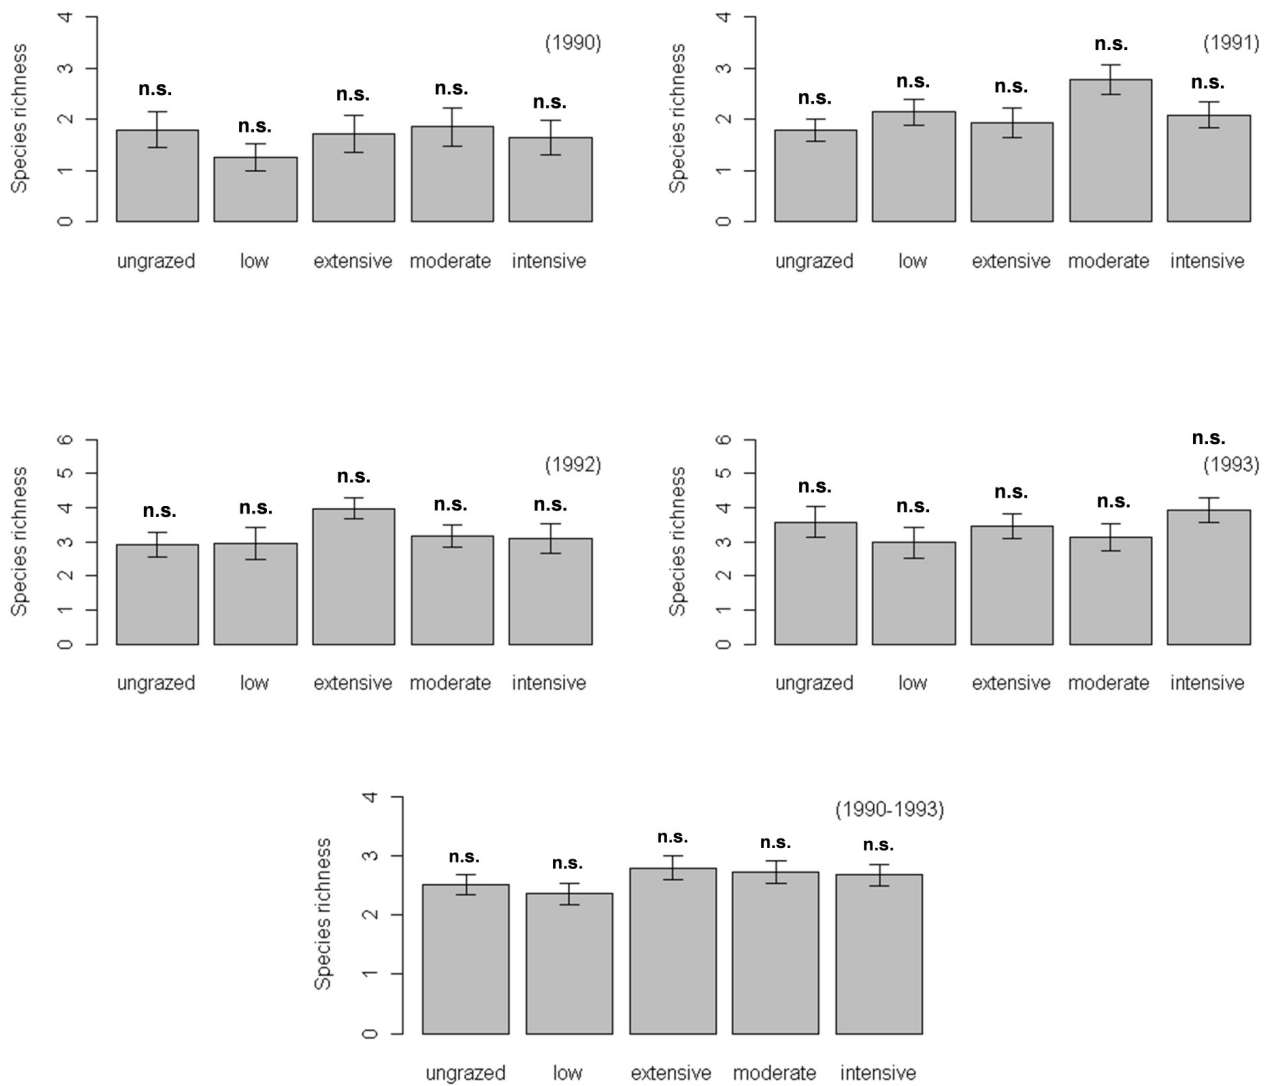 Species richness
4
3
2
1
0
(1990)
n.s.
n.s.
n.s.
n.s.
n.s.
ungrazed low extensive moderate intensive
Species richness
4
3
2
1
0
(1991)
n.s.
n.s.
n.s.
n.s.
n.s.
ungrazed low extensive moderate intensive
Species richness
6
5
4
3
2
1
0
(1992)
n.s.
n.s.
n.s.
n.s.
n.s.
ungrazed low extensive moderate intensive
Species richness
6
5
4
3
2
1
0
n.s.
(1993)
n.s.
n.s.
n.s.
n.s.
ungrazed low extensive moderate intensive
Species richness
4
3
2
1
0
(1990-1993)
n.s.
n.s.
n.s.
n.s.
n.s.
ungrazed low extensive moderate intensive